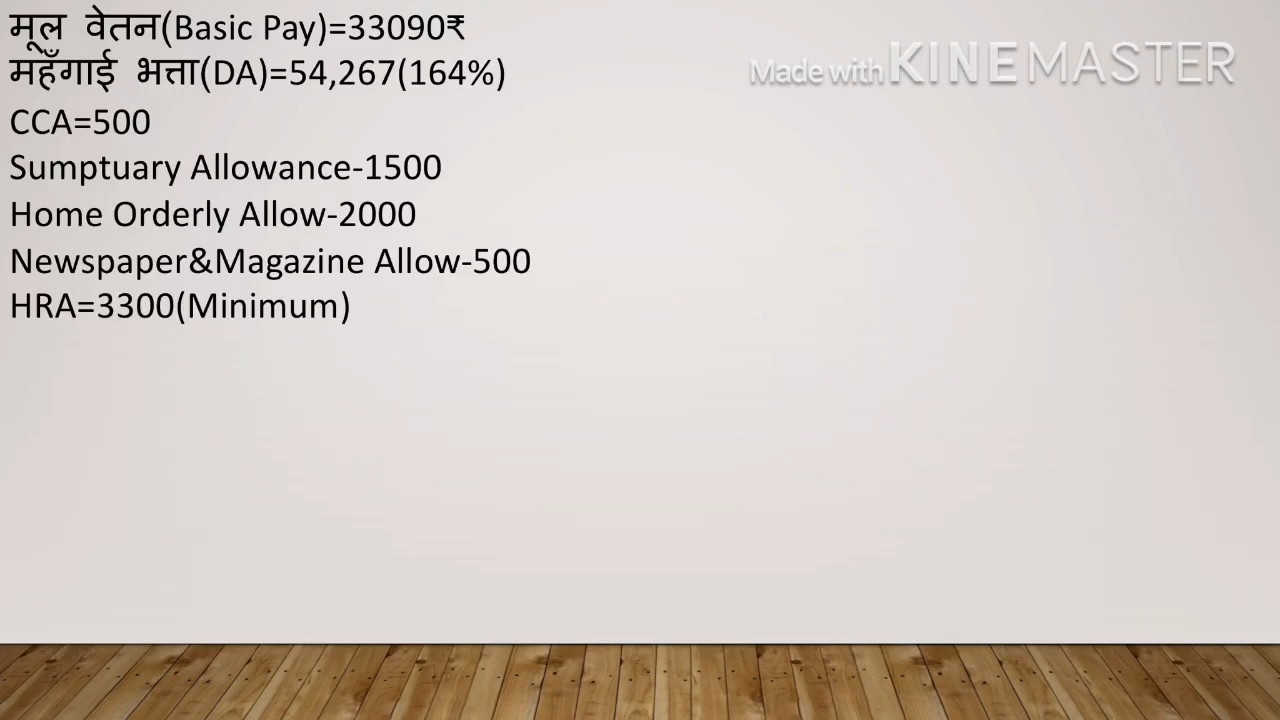 मूल वेतन(Basic Pay)=33090₹
महँगाई भत्ता(DA)=54,267(164%)
Made with KINEMASTER
CCA=500
Sumptuary Allowance-1500
Home Orderly Allow-2000
Newspaper&Magazine Allow-500
HRA=3300(Minimum)